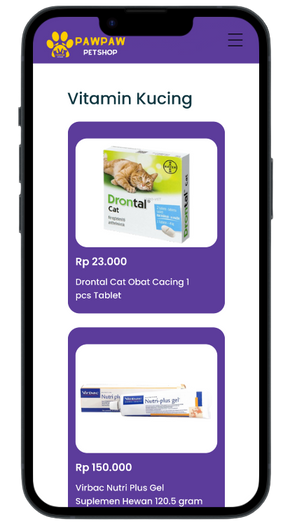 PAWPAW
PETSHOP
Vitamin Kucing
Drontal
Cat
Rp 23.000
Drontal Cat Obat Cacing 1
pcs Tablet
Virbac
Nutri-plus gel
Rp 150.000
Virbac Nutri Plus Gel
Suplemen Hewan 120.5 gram